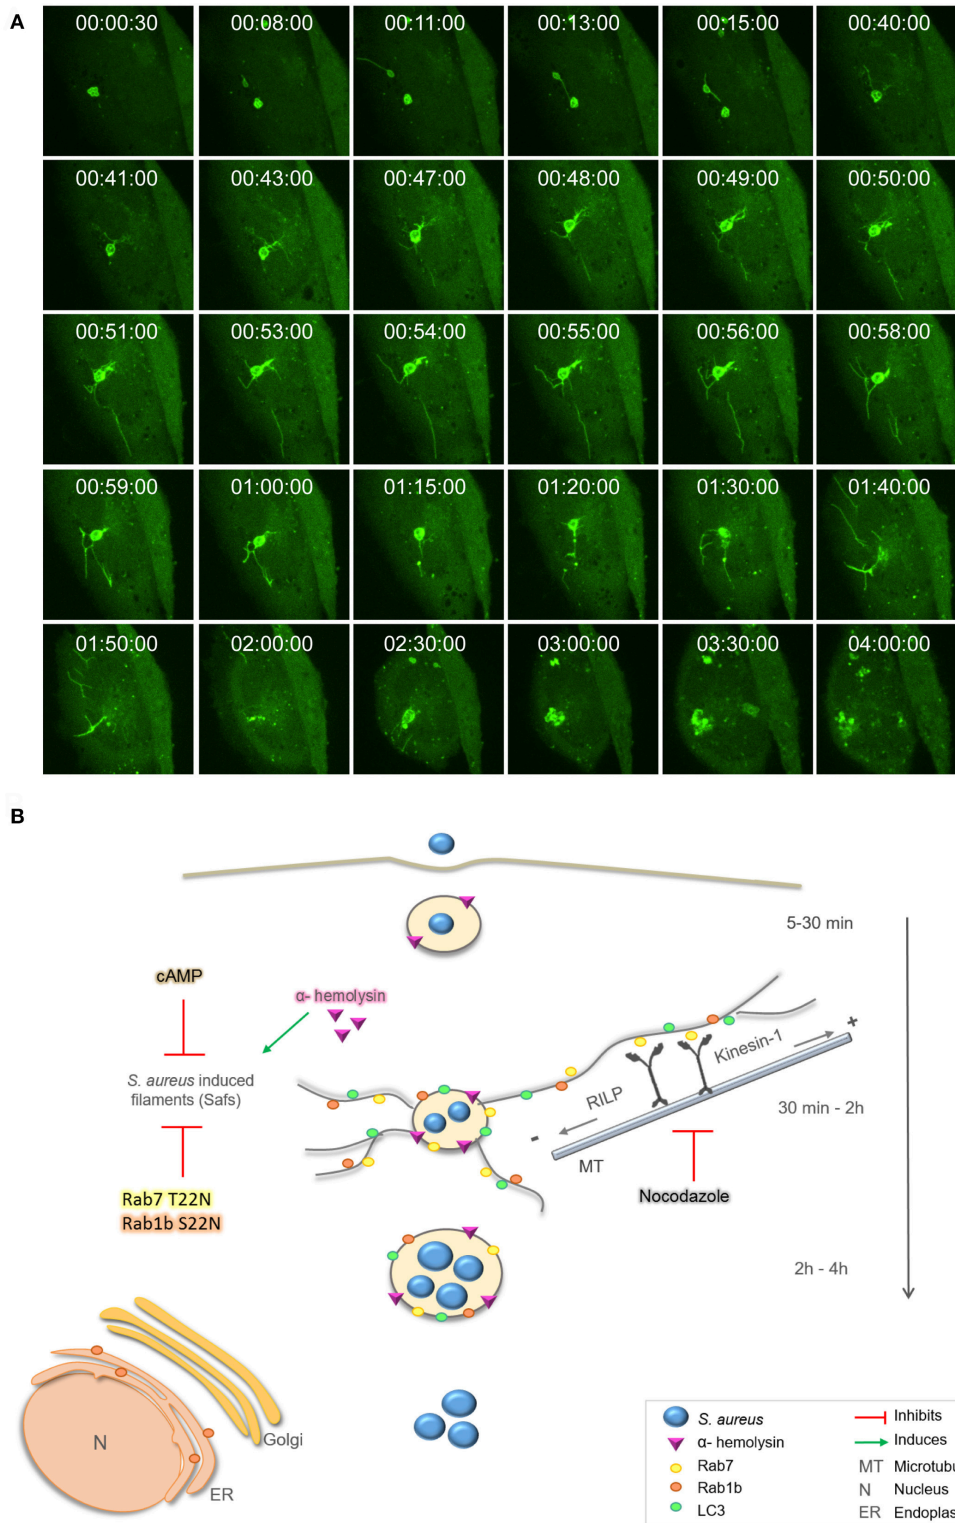 A
00:00:30 00:08:00 00:11:00 00:13:00 00:15:00 00:40:00
00:41:00 00:43:00 00:47:00 00:48:00 00:49:00 00:50:00
00:51:00 00:53:00 00:54:00 00:55:00 00:56:00 00:58:00
00:59:00 01:00:00 01:15:00 01:20:00 01:30:00 01:40:00
01:50:00 02:00:00 02:30:00 03:00:00 03:30:00 04:00:00
B
5-30 min
cAMP
α- hemolysin
S. aureus induced
filaments (Safs)
+
Kinesin-1
RILP
-
MT
30 min - 2h
Rab7 T22N
Rab1b S22N
Nocodazole
2h - 4h
Golgi
N
ER
S. aureus
α- hemolysin
Rab7
Rab1b
LC3
Inhibits
Induces
MT Microtubu
N Nucleus
ER Endoplas